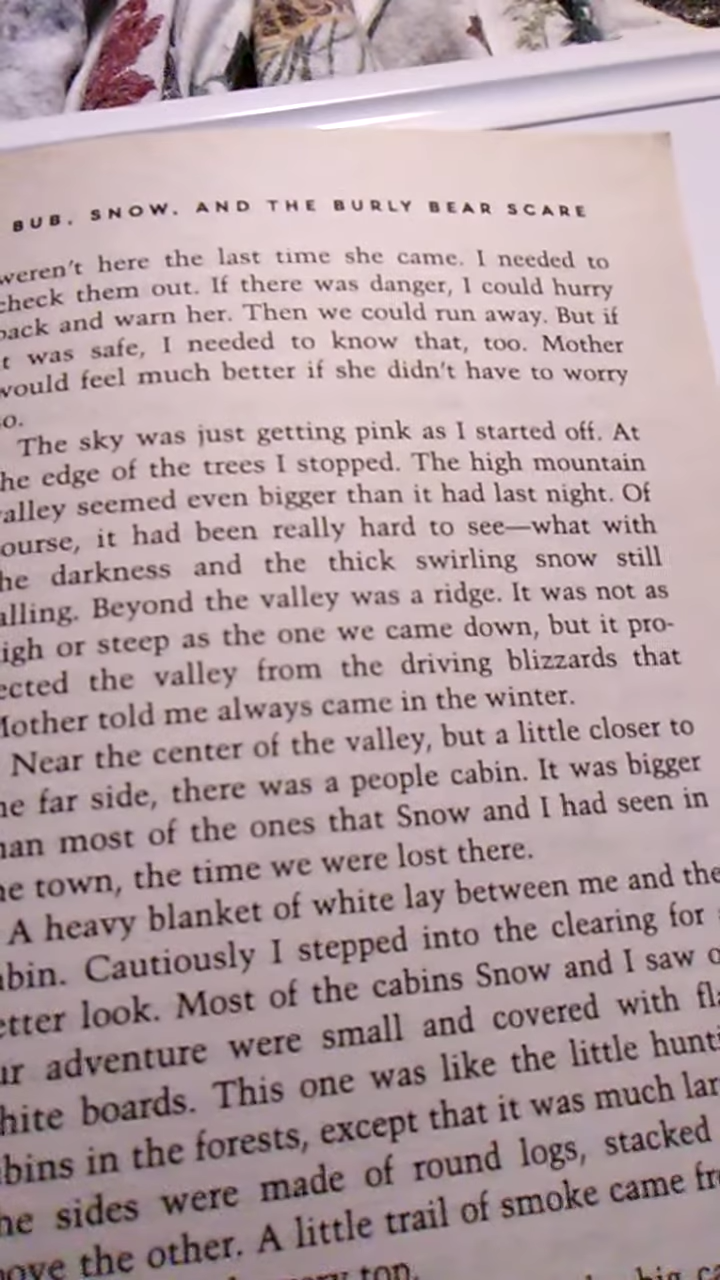 BUB, SNOW, AND THE BURLY BEAR SCARE
weren't here the last time she came. I needed to
check them out. If there was danger, I could hurry
back and warn her. Then we could run away. But if
t was safe, I needed to know that, too. Mother
would feel much better if she didn't have to worry
so.
The sky was just getting pink as I started off. At
he edge of the trees I stopped. The high mountain
valley seemed even bigger than it had last night. Of
ourse, it had been really hard to see—what with
he darkness and the thick swirling snow still
alling. Beyond the valley was a ridge. It was not as
igh or steep as the one we came down, but it pro-
ected the valley from the driving blizzards that
Mother told me always came in the winter.
Near the center of the valley, but a little closer to
he far side, there was a people cabin. It was bigger
han most of the ones that Snow and I had seen in
he town, the time we were lost there.
A heavy blanket of white lay between me and the
abin. Cautiously I stepped into the clearing for
etter look. Most of the cabins Snow and I saw o
ur adventure were small and covered with fla
hite boards. This one was like the little hunti
bins in the forests, except that it was much lar
he sides were made of round logs, stacked
bove the other. A little trail of smoke came fro
top.